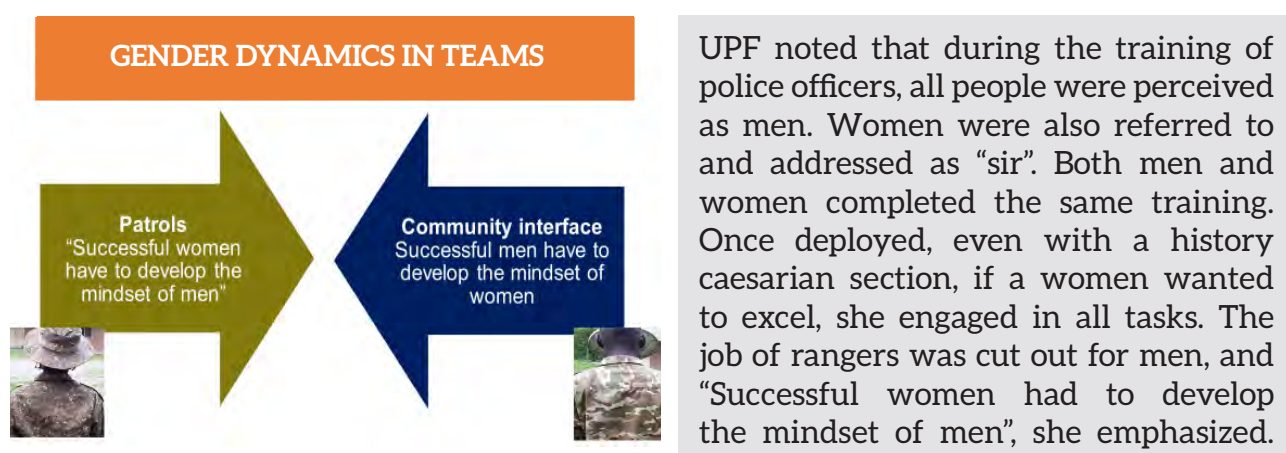 GENDER DYNAMICS IN TEAMS
Patrols
“Successful women
have to develop the
mindset of men”
Community interface
Successful men have to
develop the mindset of
women
UPF noted that during the training of
police officers, all people were perceived
as men. Women were also referred to
and addressed as “sir”. Both men and
women completed the same training.
Once deployed, even with a history
caesarian section, if a women wanted
to excel, she engaged in all tasks. The
job of rangers was cut out for men, and
“Successful women had to develop
the mindset of men”, she emphasized.